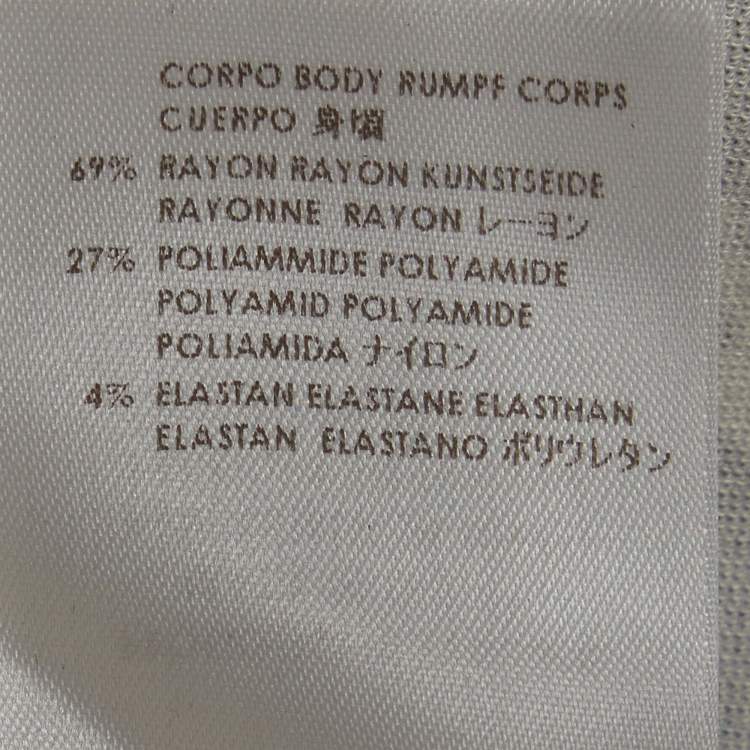 CORPO BODY RUMPF CORPS
CUERPO 身頃
69% RAYON RAYON KUNSTSEIDE
RAYONNE RAYON レーヨン
27% POLIAMMIDE POLYAMIDE
POLYAMID POLYAMIDE
POLIAMIDA ナイロン
4% ELASTAN ELASTANE ELASTHAN
ELASTAN ELASTANO ポリウレタン